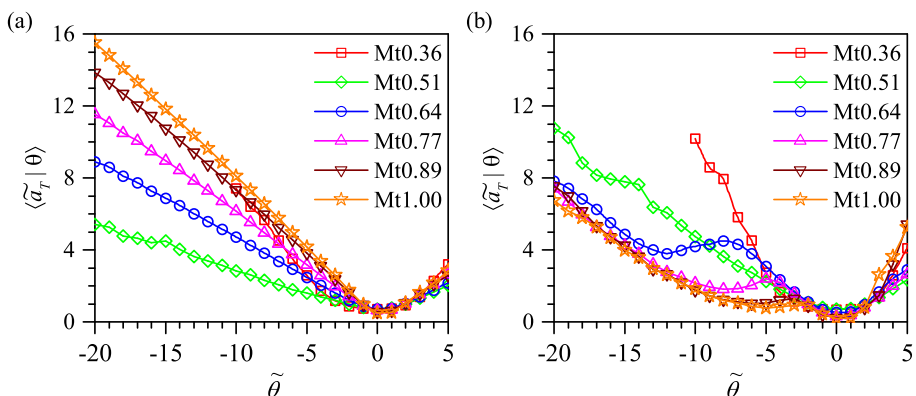 (a)
16
12
8
4
0
-20 -15 -10 -5 0 5
⟨ã_T | θ⟩
θ̃
Mt0.36
Mt0.51
Mt0.64
Mt0.77
Mt0.89
Mt1.00
(b)
16
12
8
4
0
-20 -15 -10 -5 0 5
⟨ã_T | θ⟩
θ̃
Mt0.36
Mt0.51
Mt0.64
Mt0.77
Mt0.89
Mt1.00